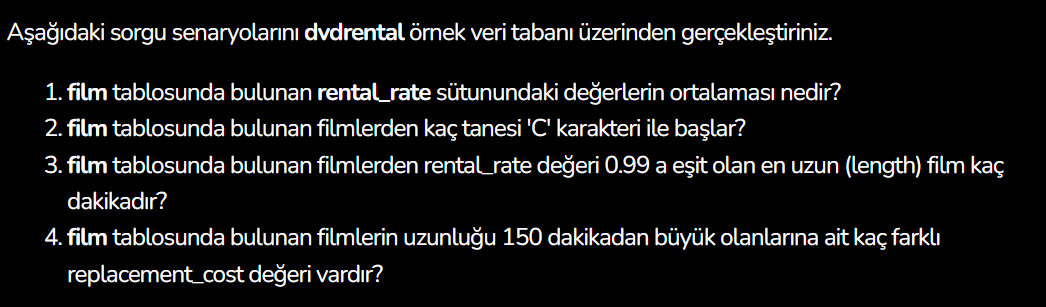 Aşağıdaki sorgu senaryolarını dvdrental örnek veri tabanı üzerinden gerçekleştiriniz.
1. film tablosunda bulunan rental_rate sütunundaki değerlerin ortalaması nedir?
2. film tablosunda bulunan filmlerden kaç tanesi 'C' karakteri ile başlar?
3. film tablosunda bulunan filmlerden rental_rate değeri 0.99 a eşit olan en uzun (length) film kaç
dakikadır?
4. film tablosunda bulunan filmlerin uzunluğu 150 dakikadan büyük olanlarına ait kaç farklı
replacement_cost değeri vardır?